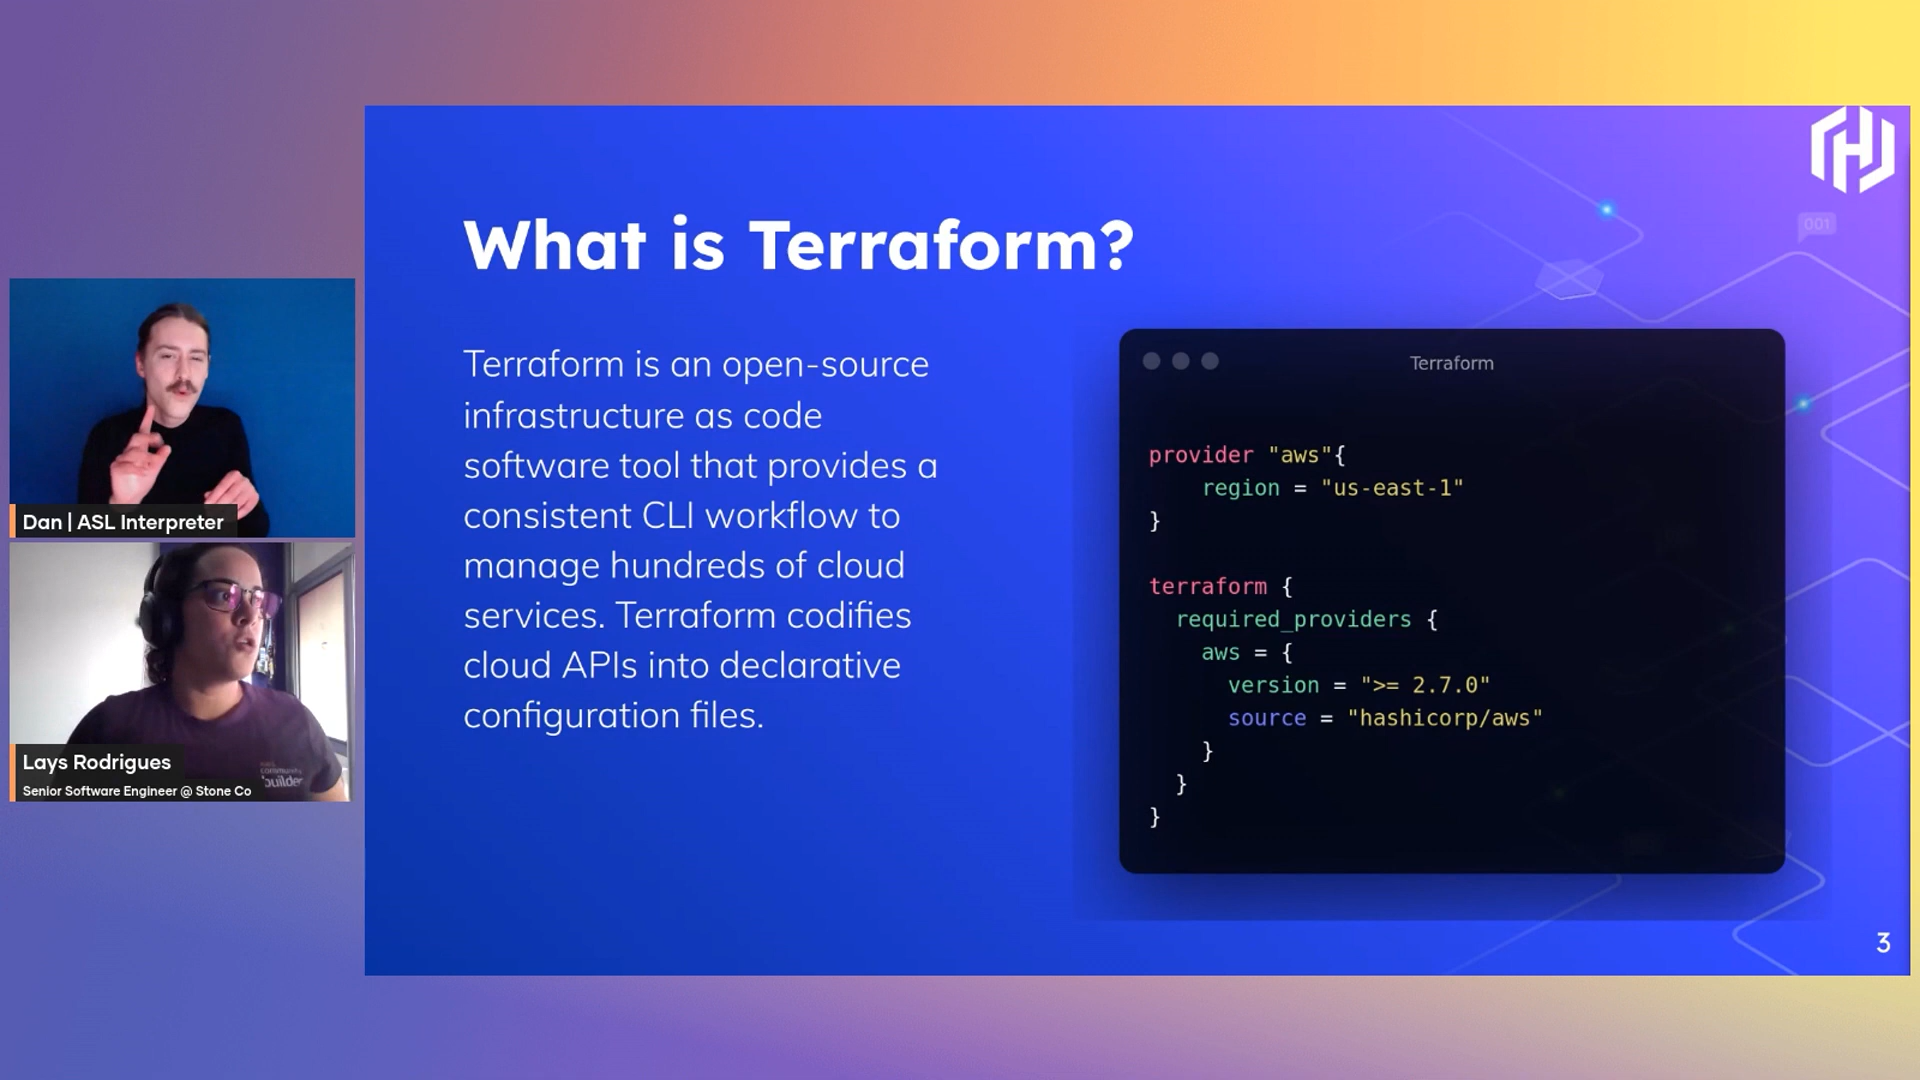 What is Terraform?
001
Terraform is an open-source
infrastructure as code
software tool that provides a
consistent CLI workflow to
manage hundreds of cloud
services. Terraform codifies
cloud APIs into declarative
configuration files.
Terraform
provider "aws"{
    region = "us-east-1"
}
terraform {
  required_providers {
    aws = {
      version = ">= 2.7.0"
      source = "hashicorp/aws"
    }
  }
}
3
Dan | ASL Interpreter
community
builder
Lays Rodrigues
Senior Software Engineer @ Stone Co